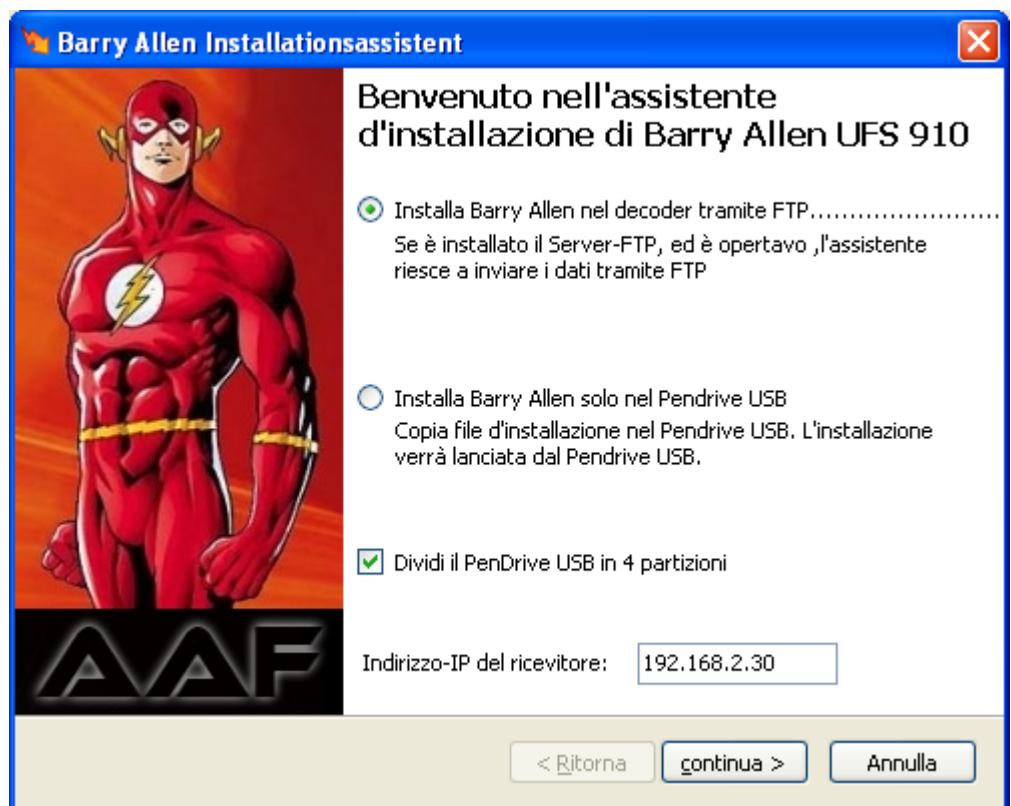 Barry Allen Installationsassistent
Benvenuto nell'assistente
d'installazione di Barry Allen UFS 910
Installa Barry Allen nel decoder tramite FTP........................
Se è installato il Server-FTP, ed è opertavo ,l'assistente
riesce a inviare i dati tramite FTP
Installa Barry Allen solo nel Pendrive USB
Copia file d'installazione nel Pendrive USB. L'installazione
verrà lanciata dal Pendrive USB.
Dividi il PenDrive USB in 4 partizioni
AAF
Indirizzo-IP del ricevitore: 192.168.2.30
< Ritorna continua > Annulla